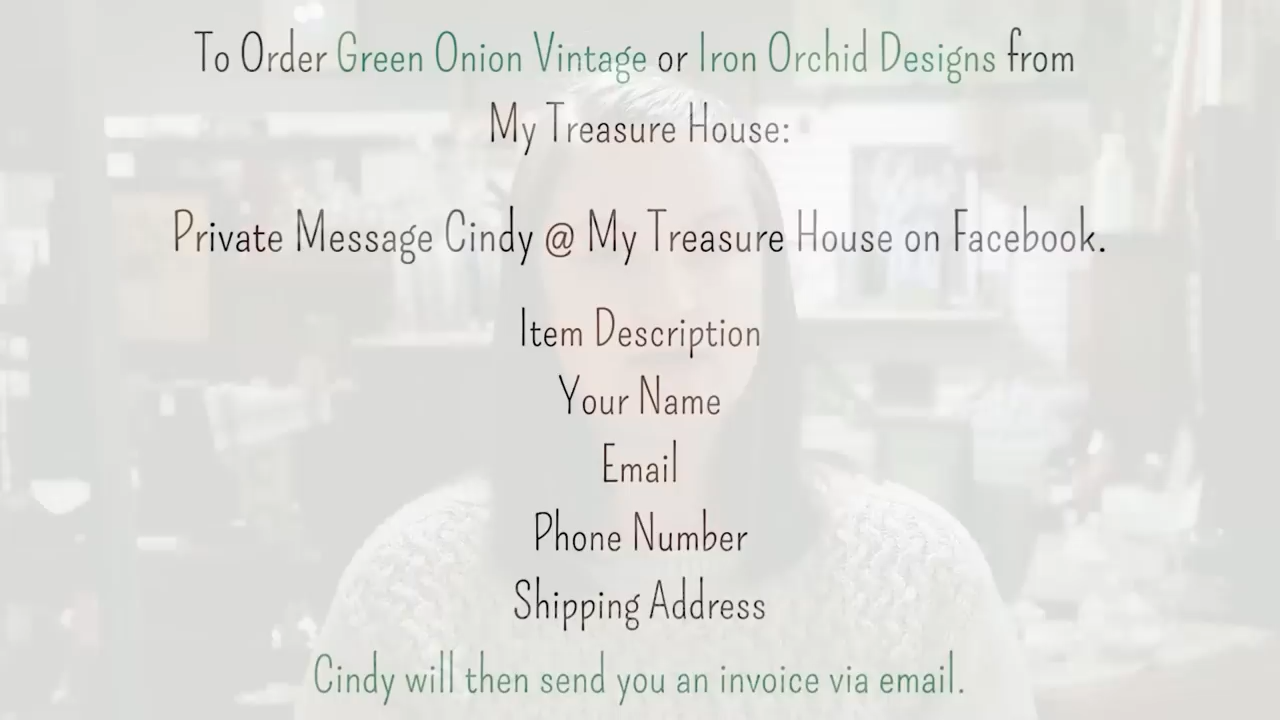 To Order Green Onion Vintage or Iron Orchid Designs from
My Treasure House:
Private Message Cindy @ My Treasure House on Facebook.
Item Description
Your Name
Email
Phone Number
Shipping Address
Cindy will then send you an invoice via email.